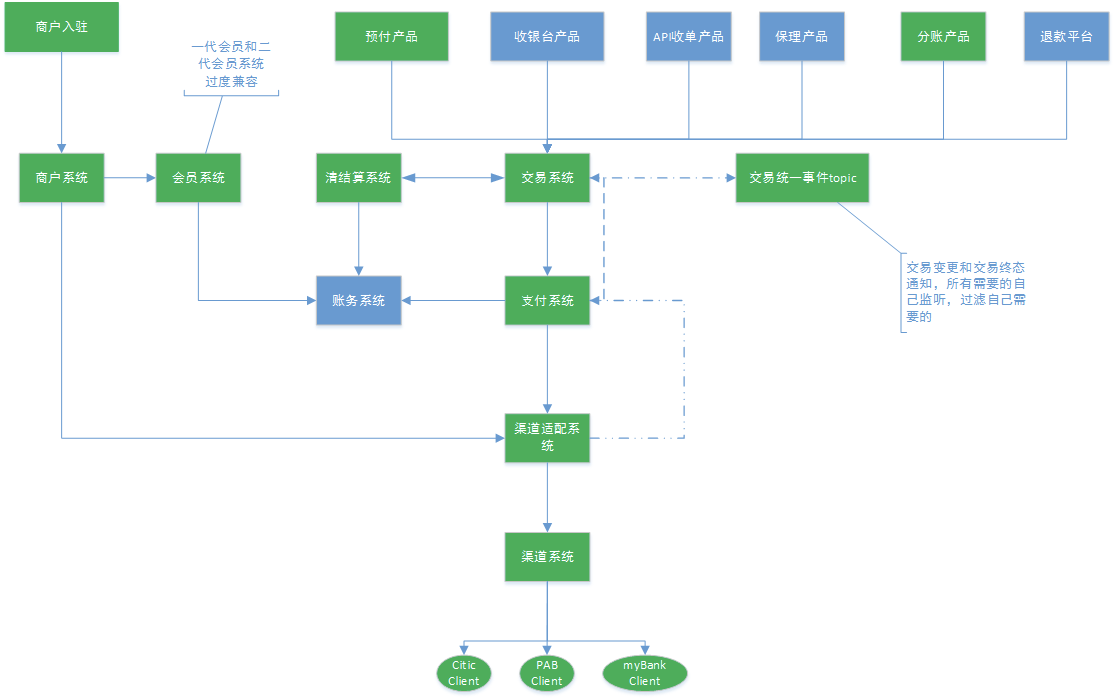 商户入驻
预付产品
收银台产品
API收单产品
保理产品
分账产品
退款平台
一代会员和二
代会员系统
过度兼容
商户系统
会员系统
清结算系统
交易系统
交易统一事件topic
交易变更和交易终态
通知，所有需要的自
己监听，过滤自己需
要的
账务系统
支付系统
渠道适配系
统
渠道系统
Citic
Client
PAB
Client
myBank
Client